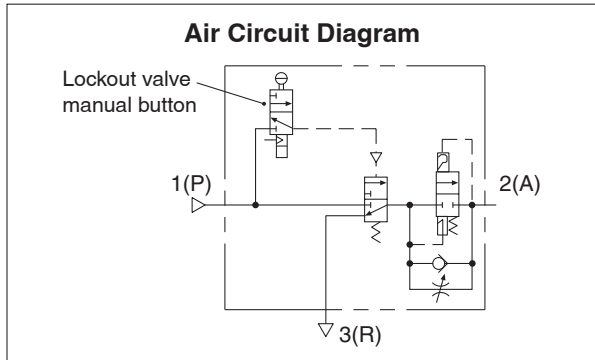 Air Circuit Diagram
Lockout valve
manual button
1(P)
2(A)
3(R)